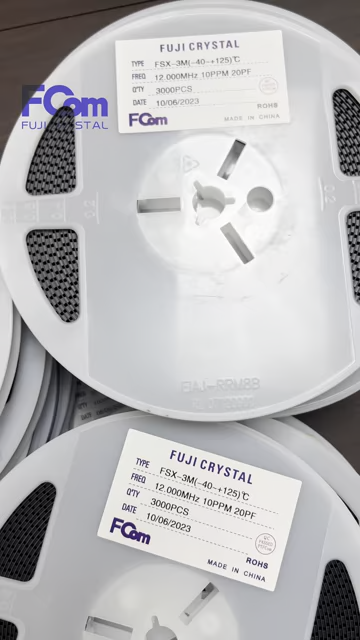 FUJI CRYSTAL
TYPE FSX-3M(-40~+125)℃
FREQ 12.000MHz 10PPM 20PF
Q'TY 3000PCS
DATE 10/06/2023
ROHS
FCom
MADE IN CHINA
FCom
FUJI CRYSTAL
FUJI CRYSTAL
TYPE FSX-3M(-40~+125)℃
FREQ 12.000MHz 10PPM 20PF
Q'TY 3000PCS
DATE 10/06/2023
FCom
ROHS
MADE IN CHINA